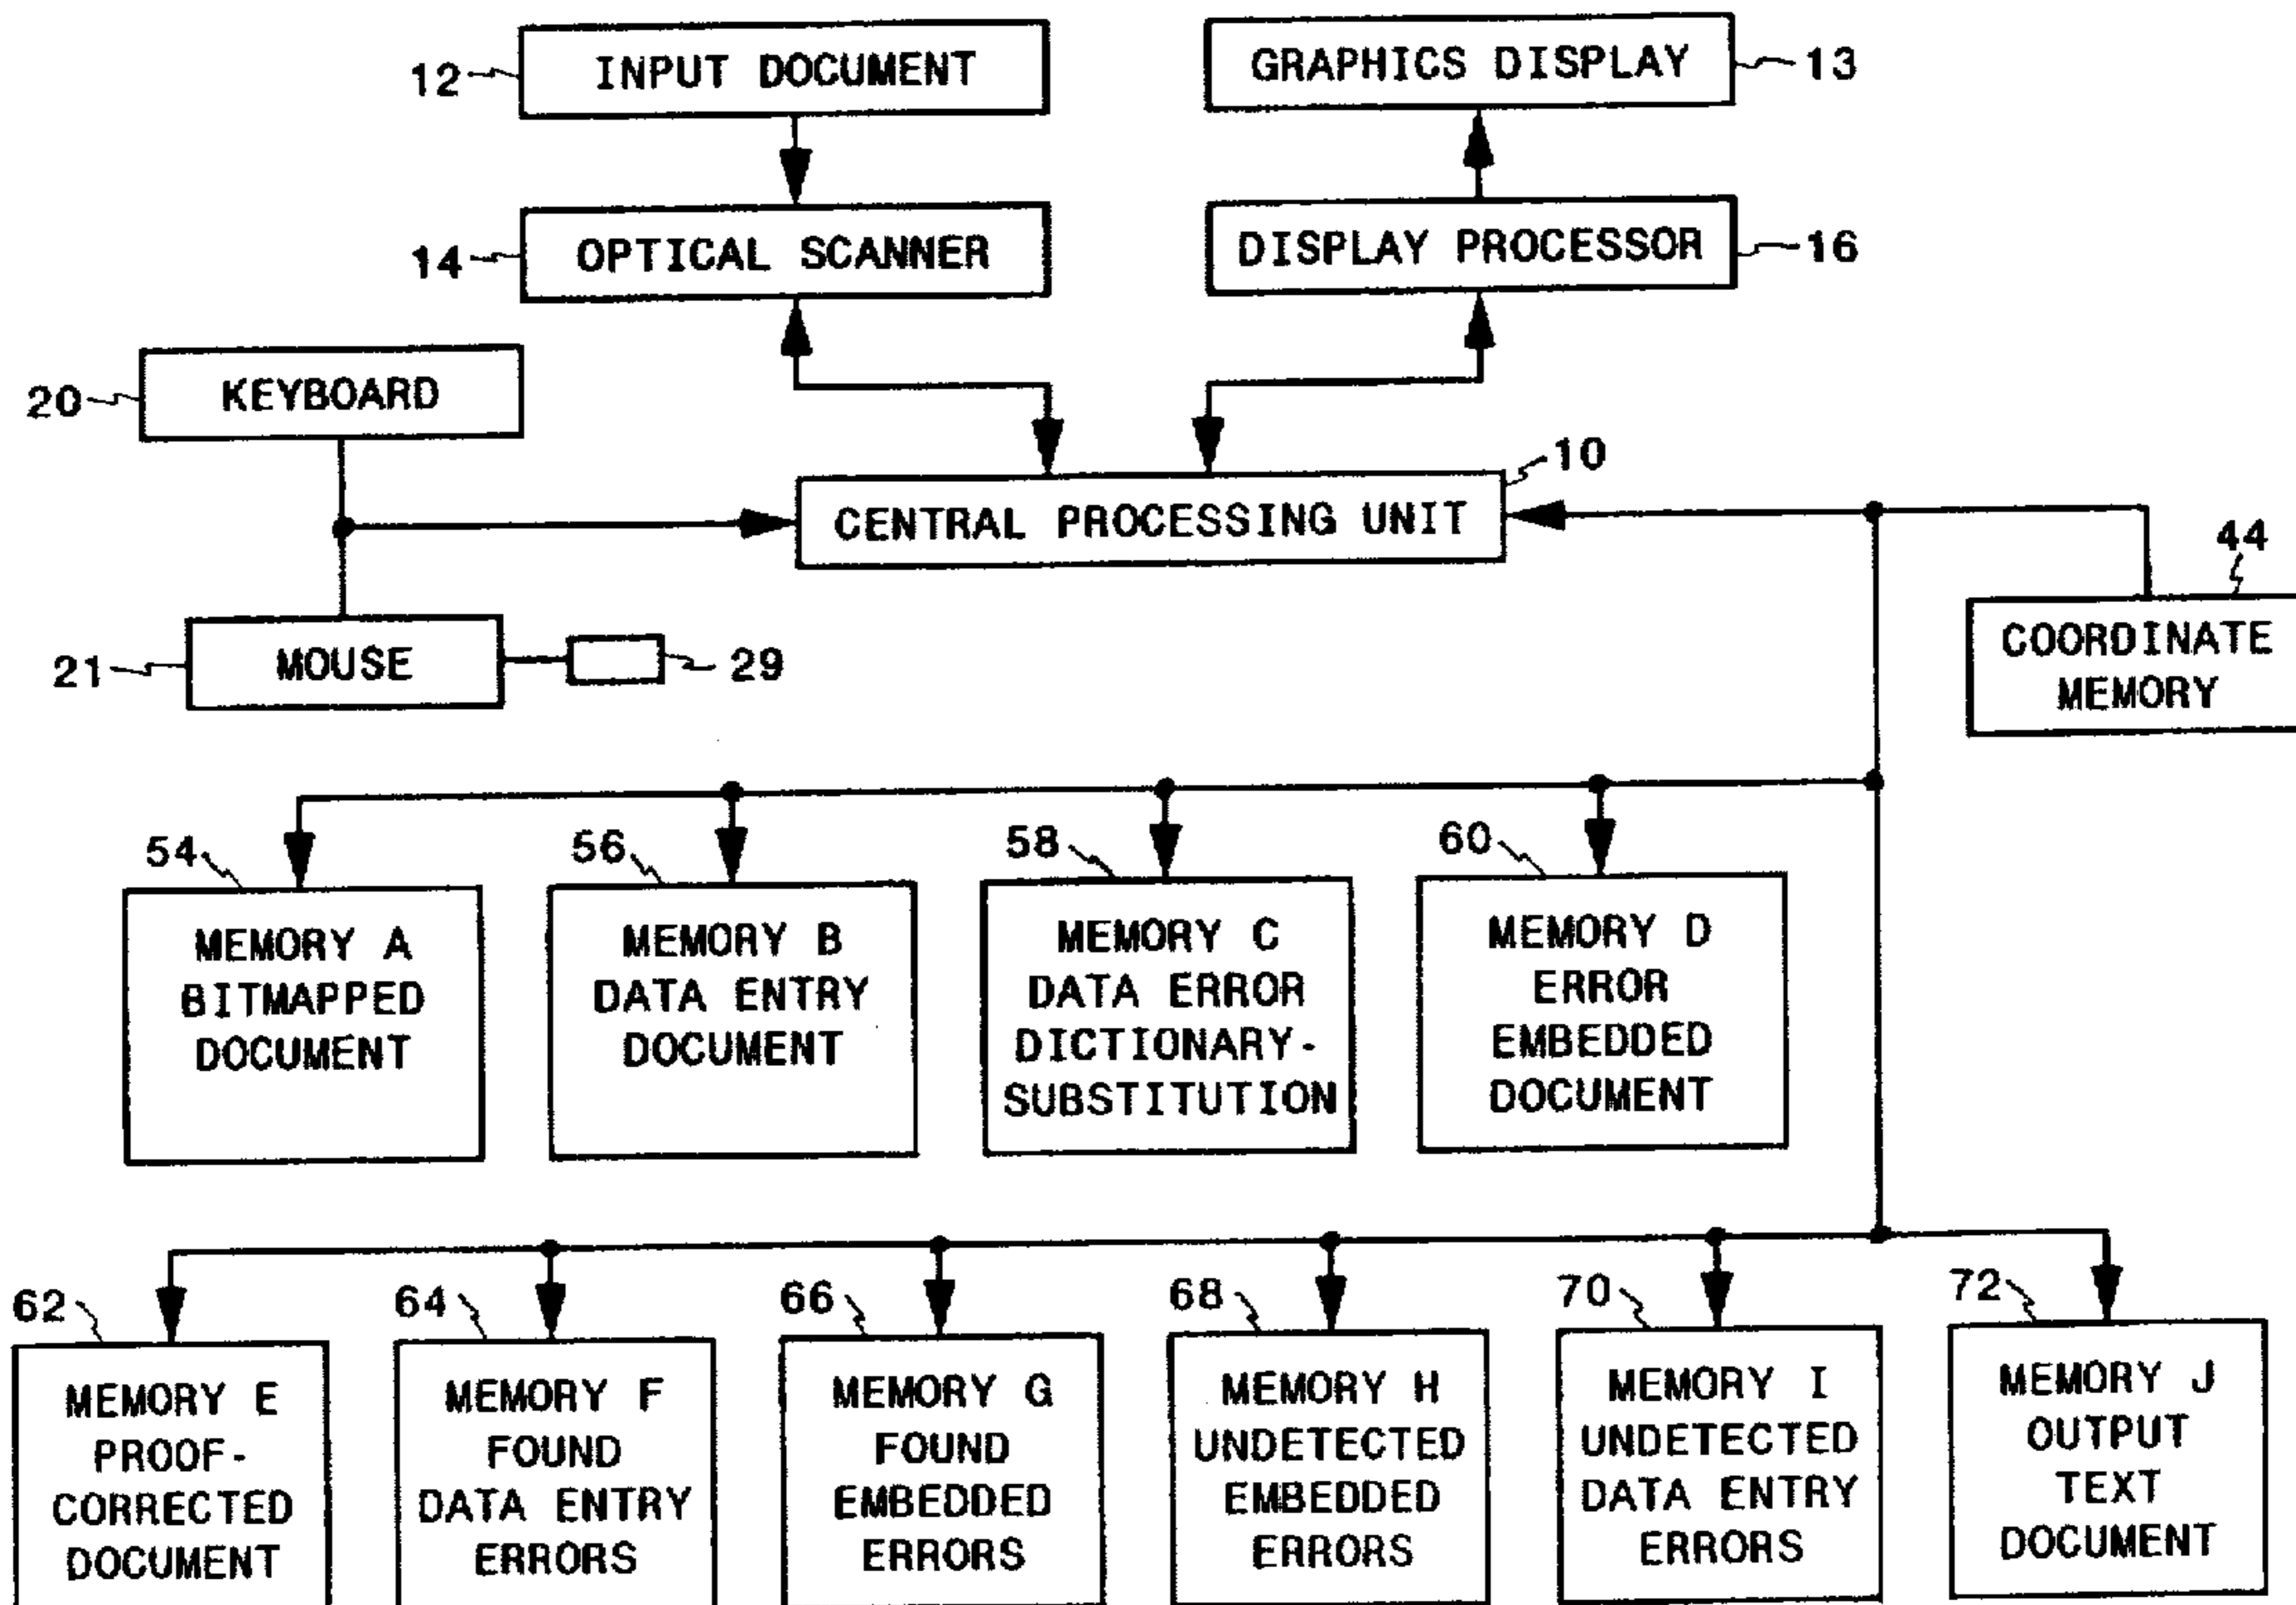 12
INPUT DOCUMENT
GRAPHICS DISPLAY
13
14
OPTICAL SCANNER
DISPLAY PROCESSOR
16
20
KEYBOARD
10
CENTRAL PROCESSING UNIT
44
21
MOUSE
29
COORDINATE
MEMORY
54
MEMORY A
BITMAPPED
DOCUMENT
56
MEMORY B
DATA ENTRY
DOCUMENT
58
MEMORY C
DATA ERROR
DICTIONARY-
SUBSTITUTION
60
MEMORY D
ERROR
EMBEDDED
DOCUMENT
62
MEMORY E
PROOF-
CORRECTED
DOCUMENT
64
MEMORY F
FOUND
DATA ENTRY
ERRORS
66
MEMORY G
FOUND
EMBEDDED
ERRORS
68
MEMORY H
UNDETECTED
EMBEDDED
ERRORS
70
MEMORY I
UNDETECTED
DATA ENTRY
ERRORS
72
MEMORY J
OUTPUT
TEXT
DOCUMENT